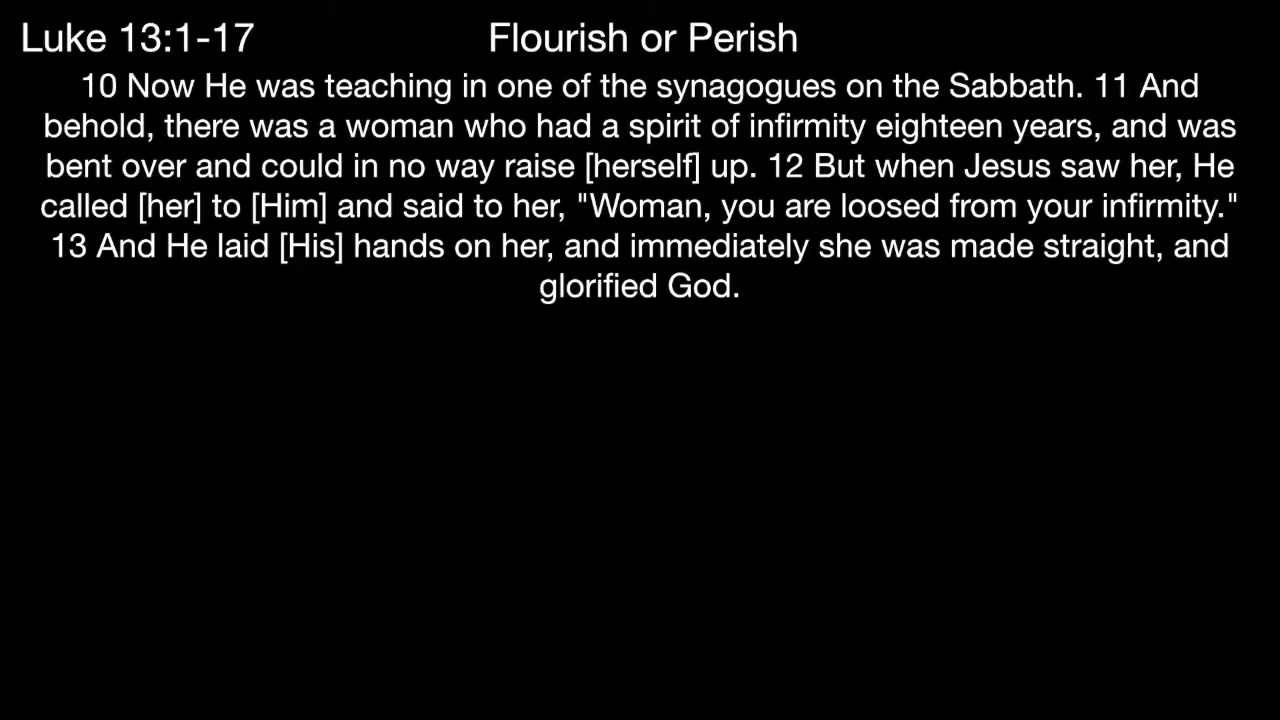 Luke 13:1-17 Flourish or Perish
10 Now He was teaching in one of the synagogues on the Sabbath. 11 And
behold, there was a woman who had a spirit of infirmity eighteen years, and was
bent over and could in no way raise [herself] up. 12 But when Jesus saw her, He
called [her] to [Him] and said to her, "Woman, you are loosed from your infirmity."
13 And He laid [His] hands on her, and immediately she was made straight, and
glorified God.